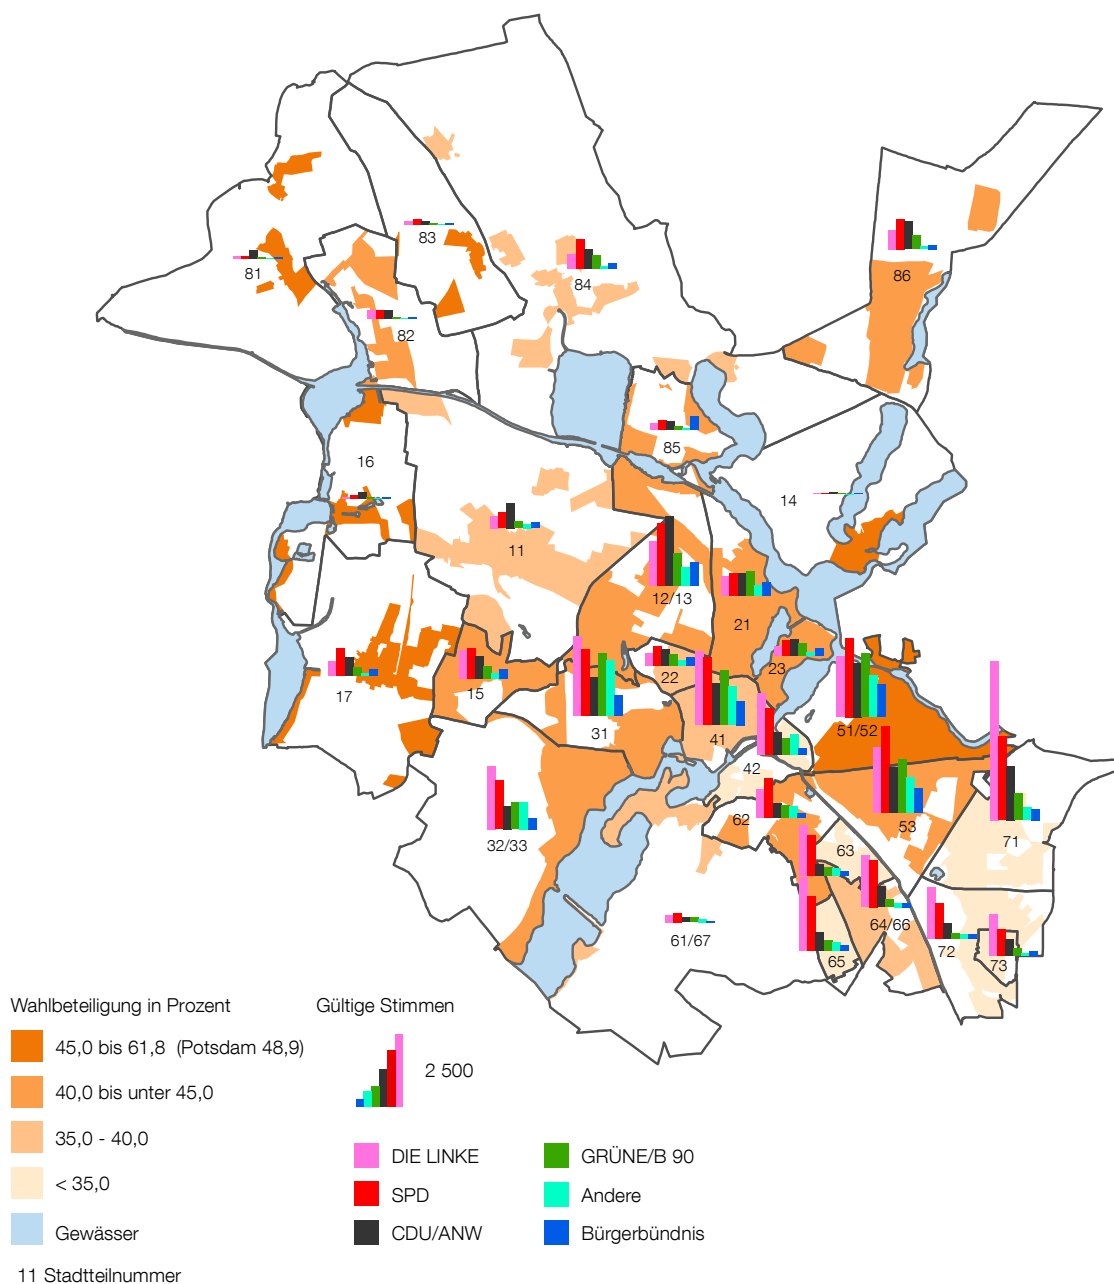 83
81
84
86
82
85
16
14
11
12/13
21
22
23
17
15
31
41
51/52
42
32/33
62
53
71
63
64/66
61/67
65
72
73
Wahlbeteiligung in Prozent
45,0 bis 61,8 (Potsdam 48,9)
40,0 bis unter 45,0
35,0 - 40,0
< 35,0
Gewässer
11 Stadtteilnummer
Gültige Stimmen
2 500
DIE LINKE
SPD
CDU/ANW
GRÜNE/B 90
Andere
Bürgerbündnis